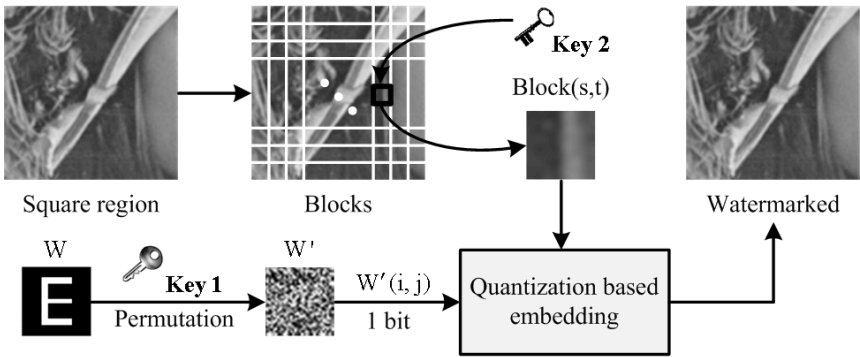 Key 2
Block(s,t)
Square region
Blocks
Watermarked
W
Key 1
Permutation
E
W'
W'(i, j)
1 bit
Quantization based
embedding